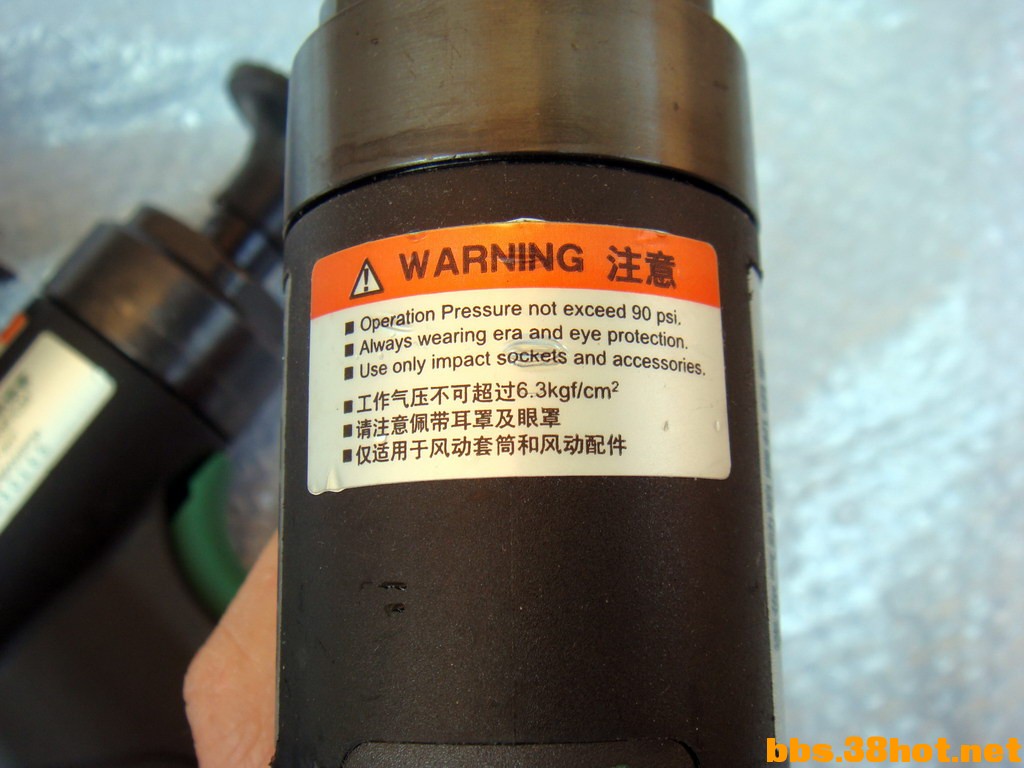 WARNING 注意
■ Operation Pressure not exceed 90 psi.
■ Always wearing era and eye protection.
■ Use only impact sockets and accessories.
■ 工作气压不可超过6.3kgf/cm²
■ 请注意佩带耳罩及眼罩
■ 仅适用于风动套筒和风动配件
bbs.38hot.net